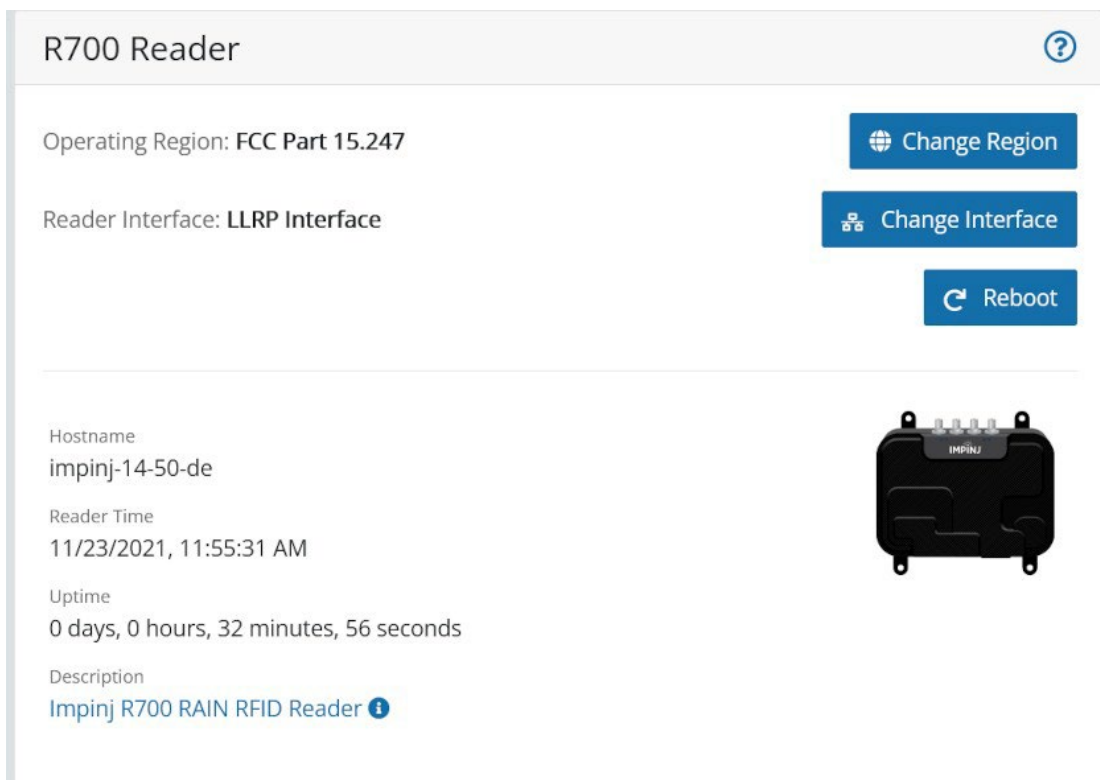 R700 Reader
Operating Region: FCC Part 15.247
Change Region
Reader Interface: LLRP Interface
Change Interface
Reboot
Hostname
impinj-14-50-de
IMPINJ
Reader Time
11/23/2021, 11:55:31 AM
Uptime
0 days, 0 hours, 32 minutes, 56 seconds
Description
Impinj R700 RAIN RFID Reader